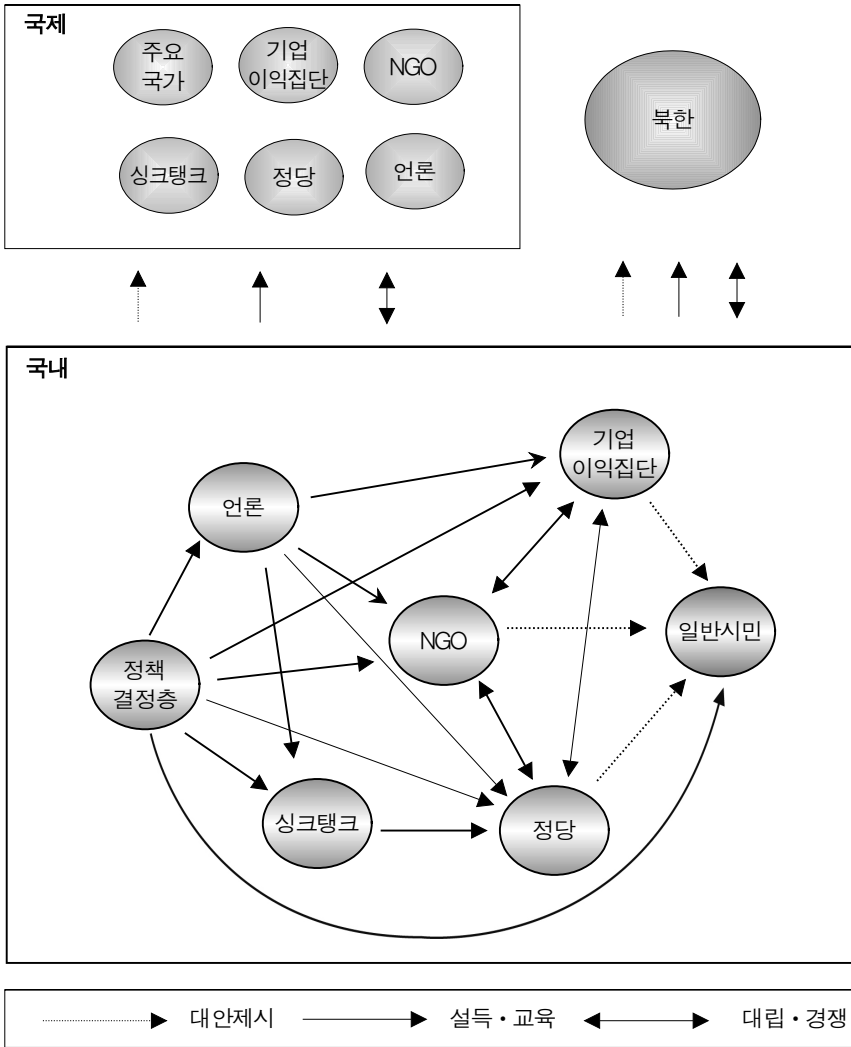 국제
주요
국가
기업
이익집단
NGO
북한
싱크탱크
정당
언론
국내
기업
이익집단
언론
NGO
일반시민
정책
결정층
싱크탱크
정당
대안제시
설득・교육
대립・경쟁